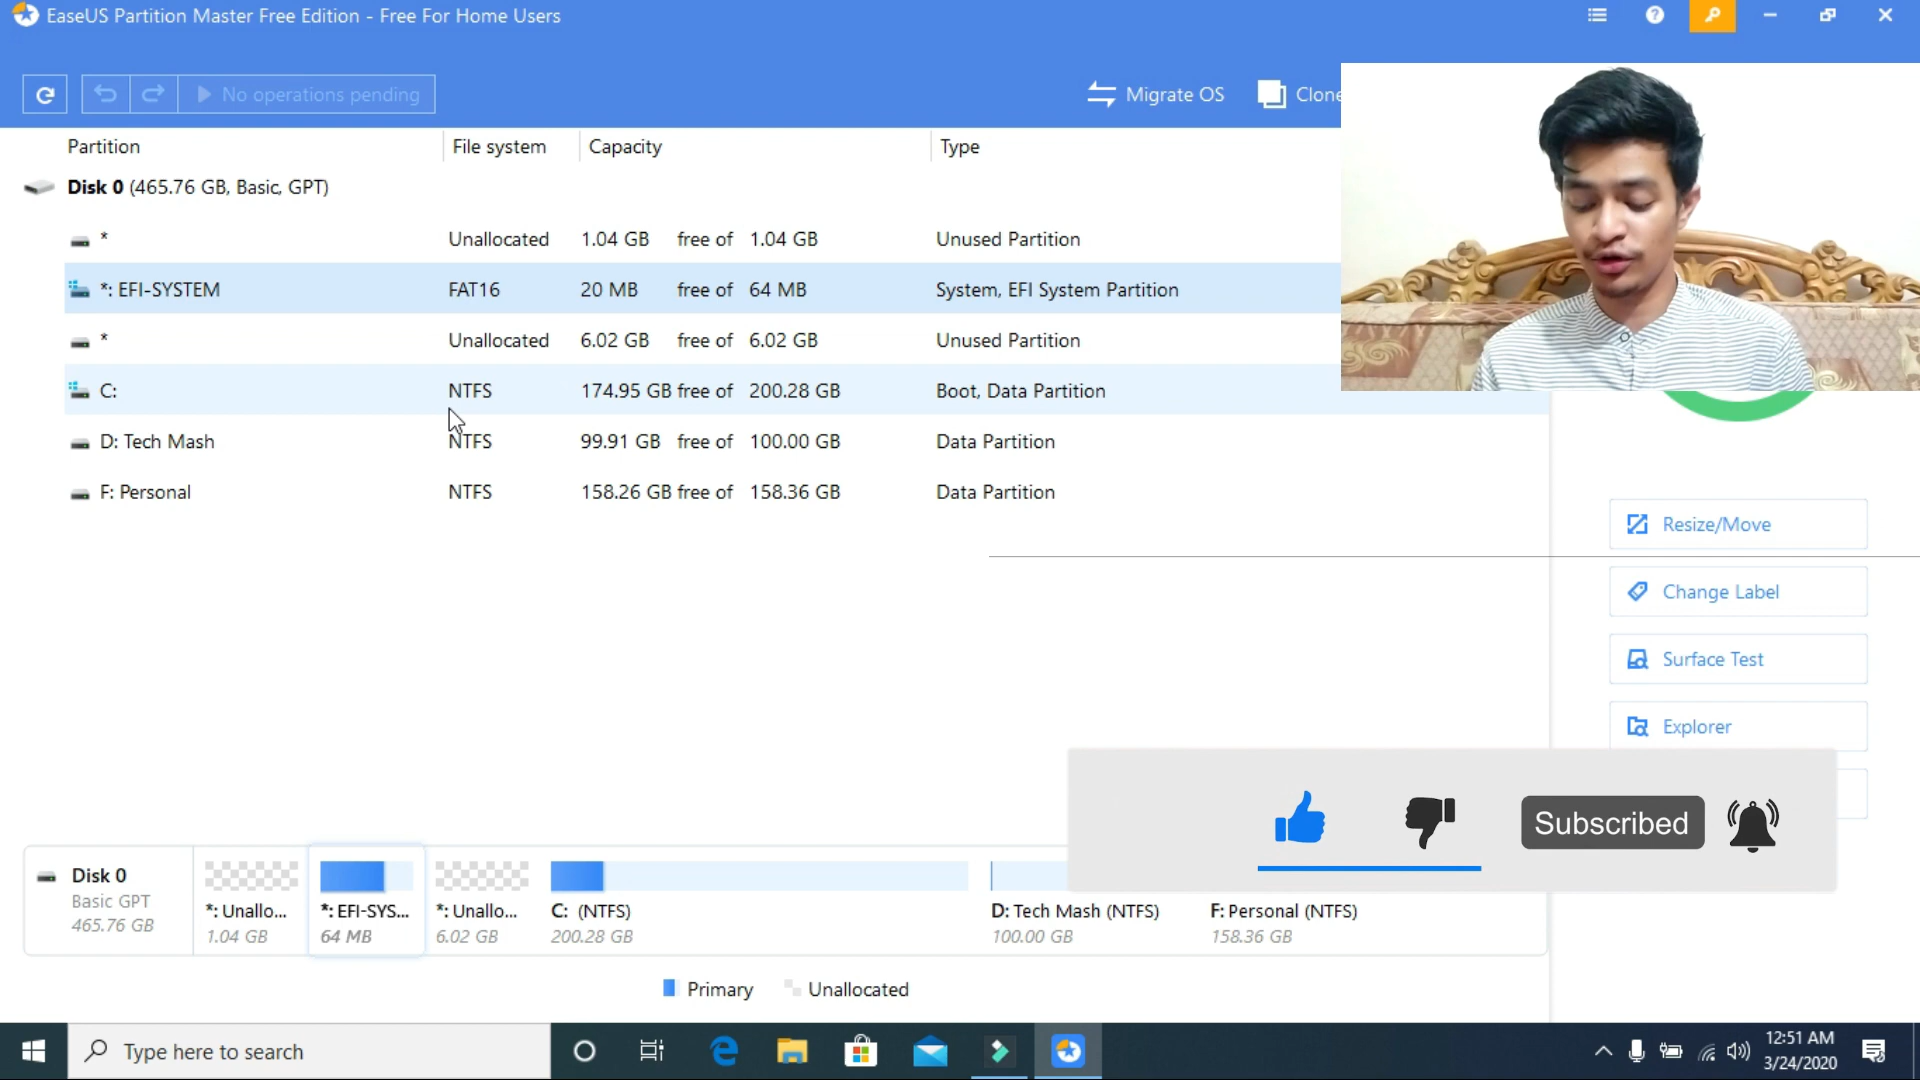 EaseUS Partition Master Free Edition - Free For Home Users
No operations pending
Migrate OS
Clone
Partition File system Capacity Type
Disk 0 (465.76 GB, Basic, GPT)
* Unallocated 1.04 GB free of 1.04 GB Unused Partition
*: EFI-SYSTEM FAT16 20 MB free of 64 MB System, EFI System Partition
* Unallocated 6.02 GB free of 6.02 GB Unused Partition
C: NTFS 174.95 GB free of 200.28 GB Boot, Data Partition
D: Tech Mash NTFS 99.91 GB free of 100.00 GB Data Partition
F: Personal NTFS 158.26 GB free of 158.36 GB Data Partition
Resize/Move
Change Label
Surface Test
Explorer
Subscribed
Disk 0
Basic GPT
465.76 GB
*: Unallo...
1.04 GB
*: EFI-SYS...
64 MB
*: Unallo...
6.02 GB
C: (NTFS)
200.28 GB
D: Tech Mash (NTFS)
100.00 GB
F: Personal (NTFS)
158.36 GB
Primary
Unallocated
Type here to search
12:51 AM
3/24/2020